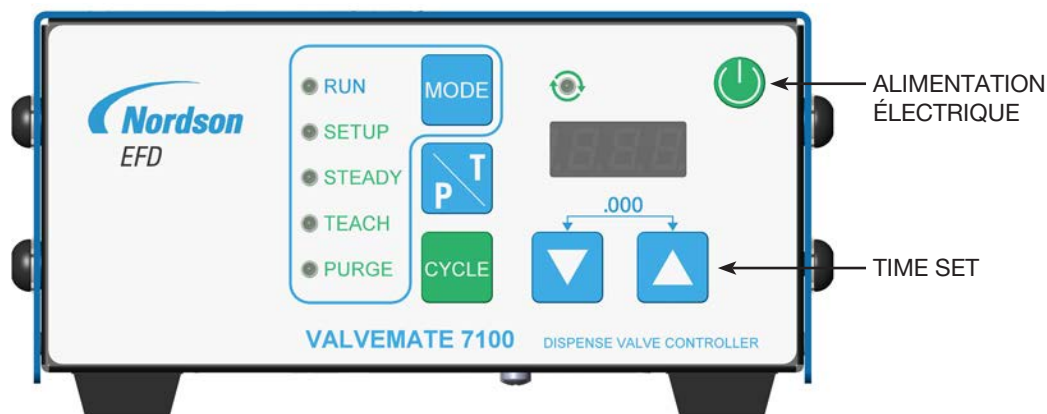 Nordson
EFD
RUN
SETUP
STEADY
TEACH
PURGE
MODE
P T
CYCLE
.000
ALIMENTATION
ÉLECTRIQUE
TIME SET
VALVEMATE 7100
DISPENSE VALVE CONTROLLER